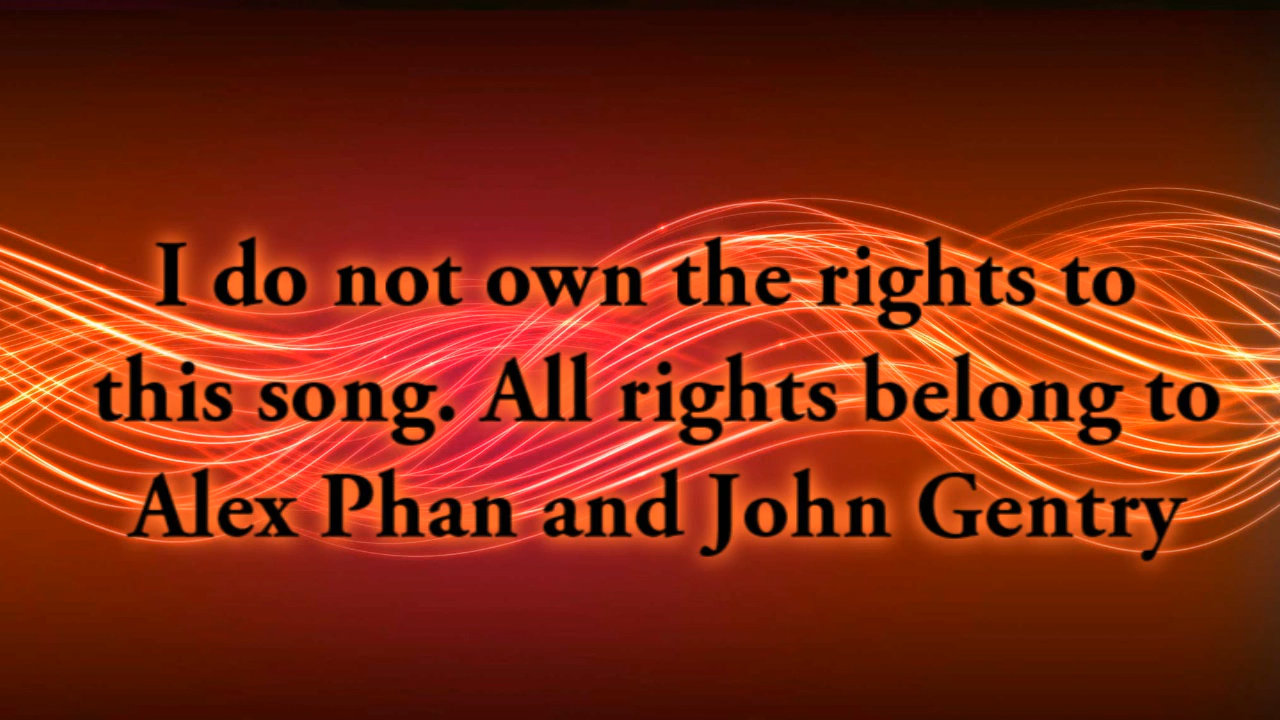 I do not own the rights to
this song. All rights belong to
Alex Phan and John Gentry